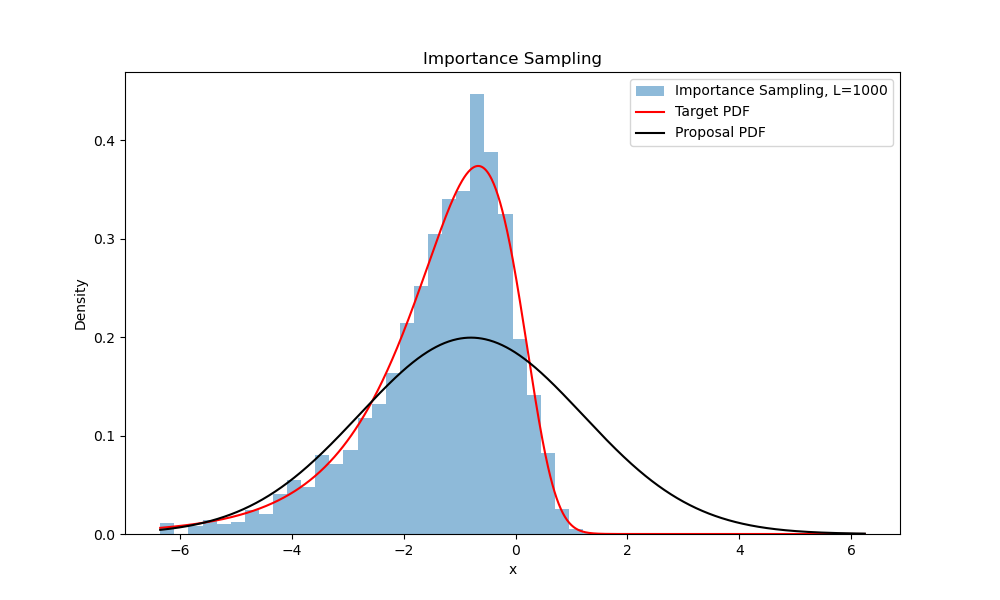 Importance Sampling
Importance Sampling, L=1000
Target PDF
Proposal PDF
Density
0.4
0.3
0.2
0.1
0.0
−6 −4 −2 0 2 4 6
x